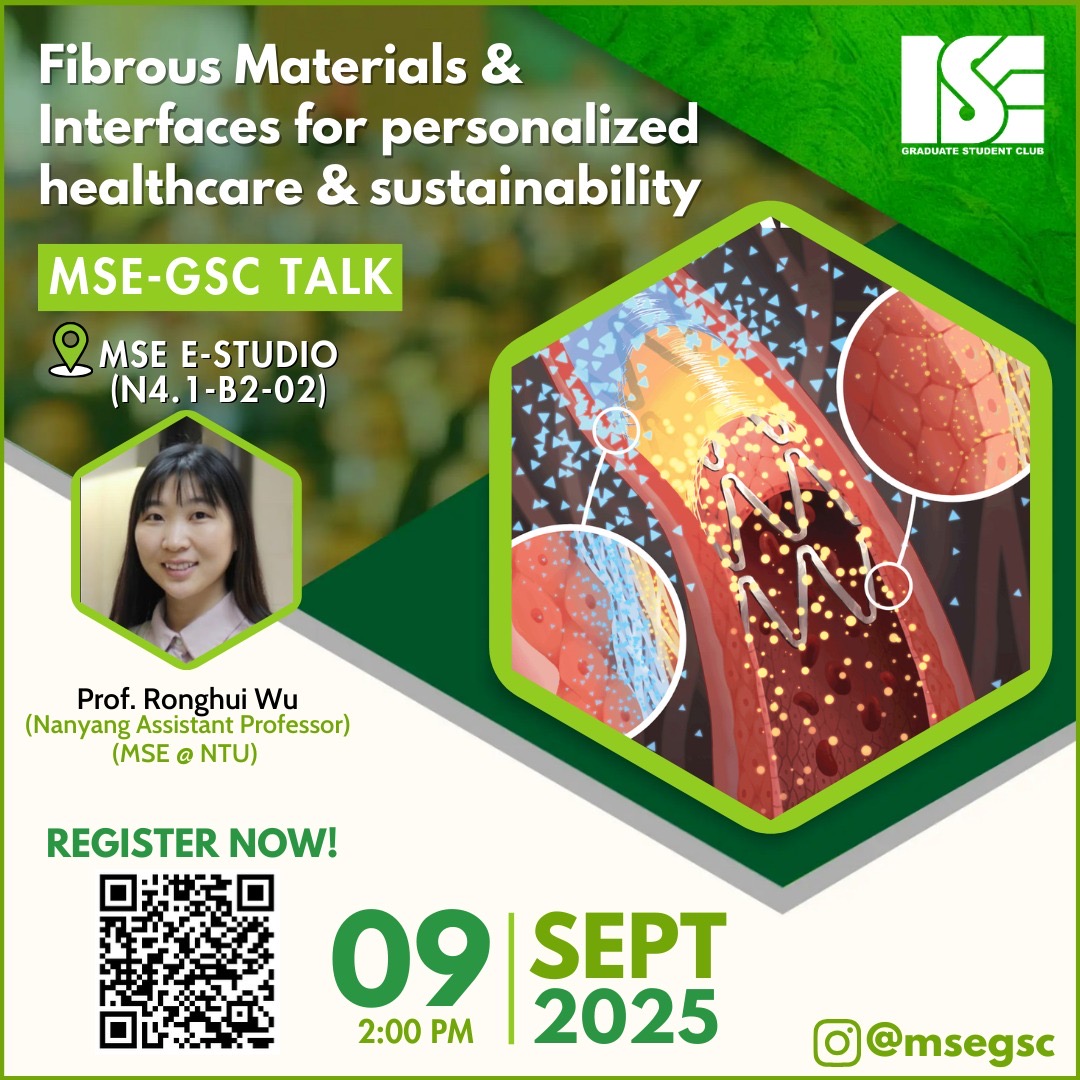 Fibrous Materials &
Interfaces for personalized
healthcare & sustainability
MSE
GRADUATE STUDENT CLUB
MSE-GSC TALK
MSE E-STUDIO
(N4.1-B2-02)
Prof. Ronghui Wu
(Nanyang Assistant Professor)
(MSE @ NTU)
REGISTER NOW!
09
2:00 PM
SEPT
2025
@msegsc